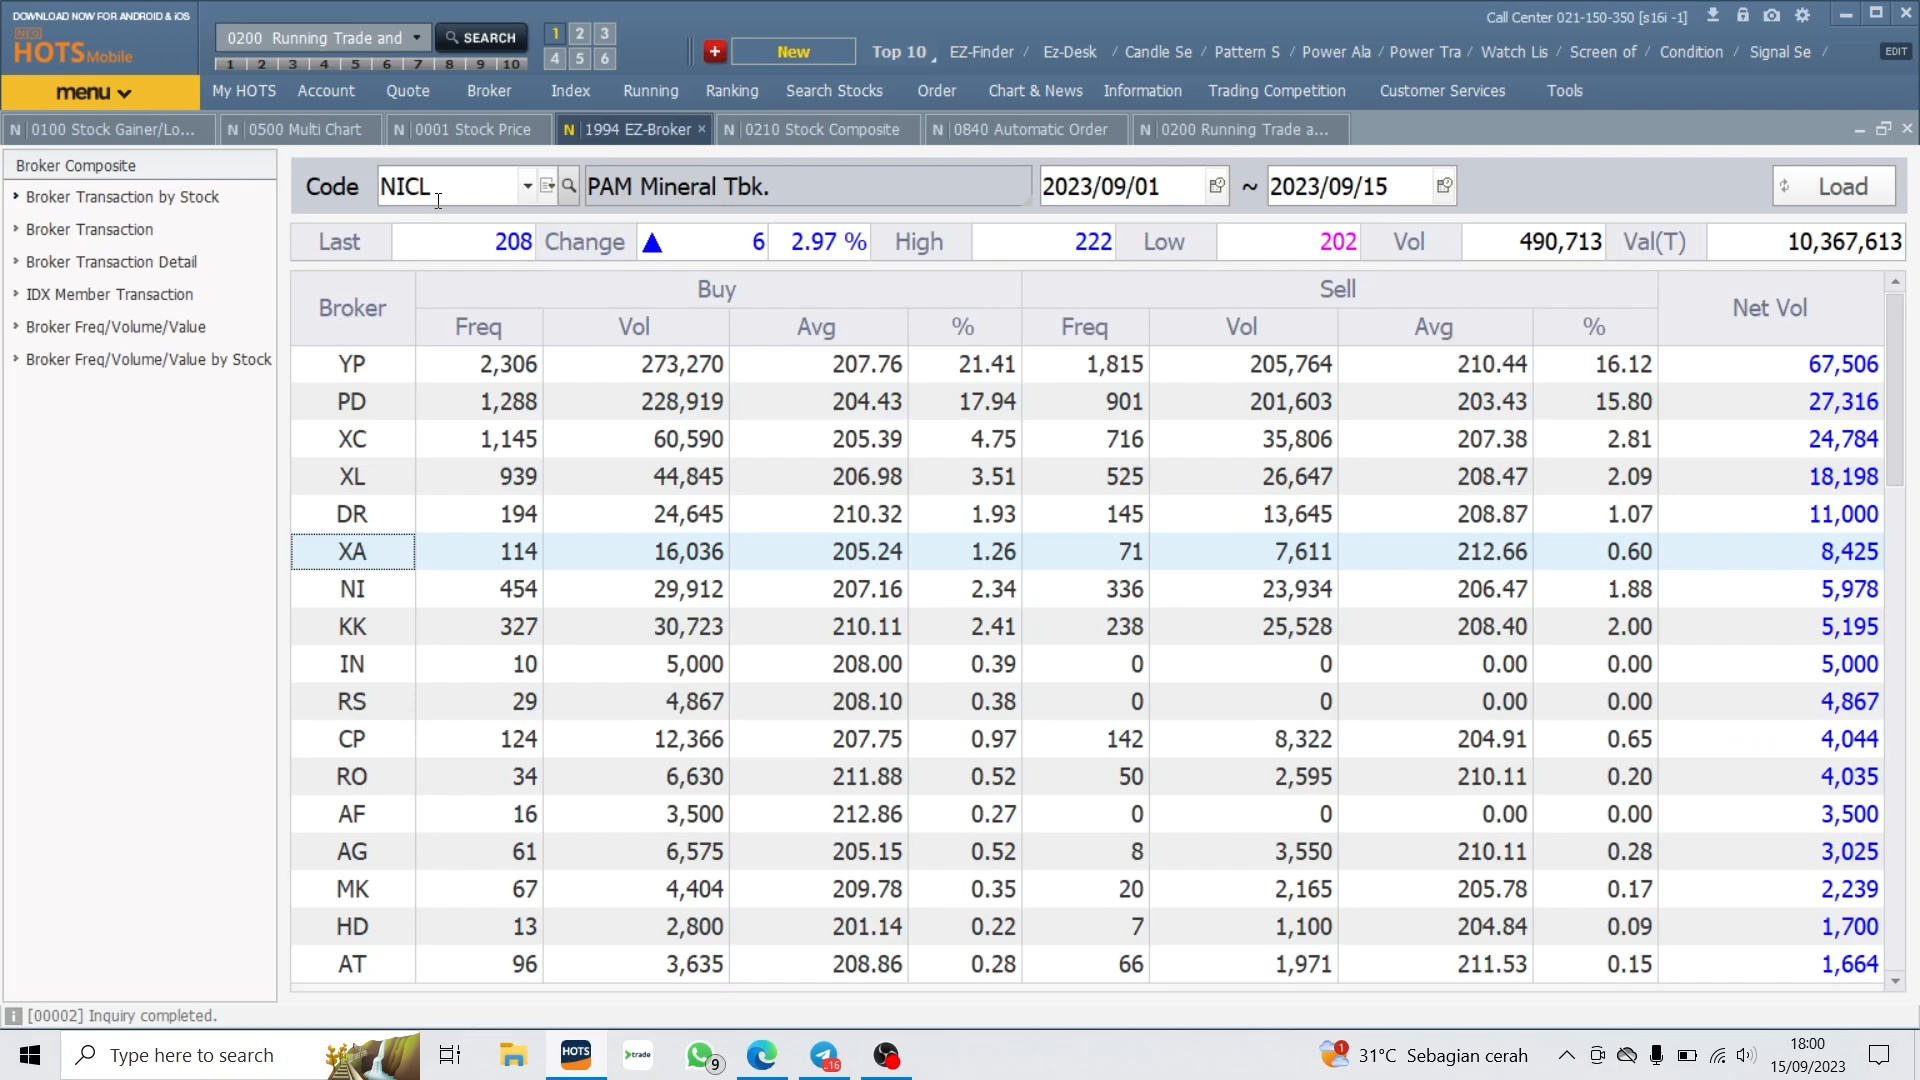 DOWNLOAD NOW FOR ANDROID & iOS
NEO
HOTS Mobile
0200 Running Trade and
SEARCH
1 2 3 4 5 6 7 8 9 10
1 2 3
4 5 6
New
Top 10 EZ-Finder / Ez-Desk / Candle Se / Pattern S / Power Ala / Power Tra / Watch Lis / Screen of / Condition / Signal Se /
Call Center 021-150-350 [s16i -1]
EDIT
menu
My HOTS Account Quote Broker Index Running Ranking Search Stocks Order Chart & News Information Trading Competition Customer Services Tools
N 0100 Stock Gainer/Lo... N 0500 Multi Chart N 0001 Stock Price N 1994 EZ-Broker × N 0210 Stock Composite N 0840 Automatic Order N 0200 Running Trade a...
Broker Composite
Broker Transaction by Stock
Broker Transaction
Broker Transaction Detail
IDX Member Transaction
Broker Freq/Volume/Value
Broker Freq/Volume/Value by Stock
Code NICL PAM Mineral Tbk. 2023/09/01 ~ 2023/09/15 Load
Last 208 Change ▲ 6 2.97 % High 222 Low 202 Vol 490,713 Val(T) 10,367,613
Broker Buy Sell Net Vol
Freq Vol Avg % Freq Vol Avg %
YP 2,306 273,270 207.76 21.41 1,815 205,764 210.44 16.12 67,506
PD 1,288 228,919 204.43 17.94 901 201,603 203.43 15.80 27,316
XC 1,145 60,590 205.39 4.75 716 35,806 207.38 2.81 24,784
XL 939 44,845 206.98 3.51 525 26,647 208.47 2.09 18,198
DR 194 24,645 210.32 1.93 145 13,645 208.87 1.07 11,000
XA 114 16,036 205.24 1.26 71 7,611 212.66 0.60 8,425
NI 454 29,912 207.16 2.34 336 23,934 206.47 1.88 5,978
KK 327 30,723 210.11 2.41 238 25,528 208.40 2.00 5,195
IN 10 5,000 208.00 0.39 0 0 0.00 0.00 5,000
RS 29 4,867 208.10 0.38 0 0 0.00 0.00 4,867
CP 124 12,366 207.75 0.97 142 8,322 204.91 0.65 4,044
RO 34 6,630 211.88 0.52 50 2,595 210.11 0.20 4,035
AF 16 3,500 212.86 0.27 0 0 0.00 0.00 3,500
AG 61 6,575 205.15 0.52 8 3,550 210.11 0.28 3,025
MK 67 4,404 209.78 0.35 20 2,165 205.78 0.17 2,239
HD 13 2,800 201.14 0.22 7 1,100 204.84 0.09 1,700
AT 96 3,635 208.86 0.28 66 1,971 211.53 0.15 1,664
[00002] Inquiry completed.
Type here to search
HOTS
trade
9
16
1
31°C Sebagian cerah
18:00
15/09/2023